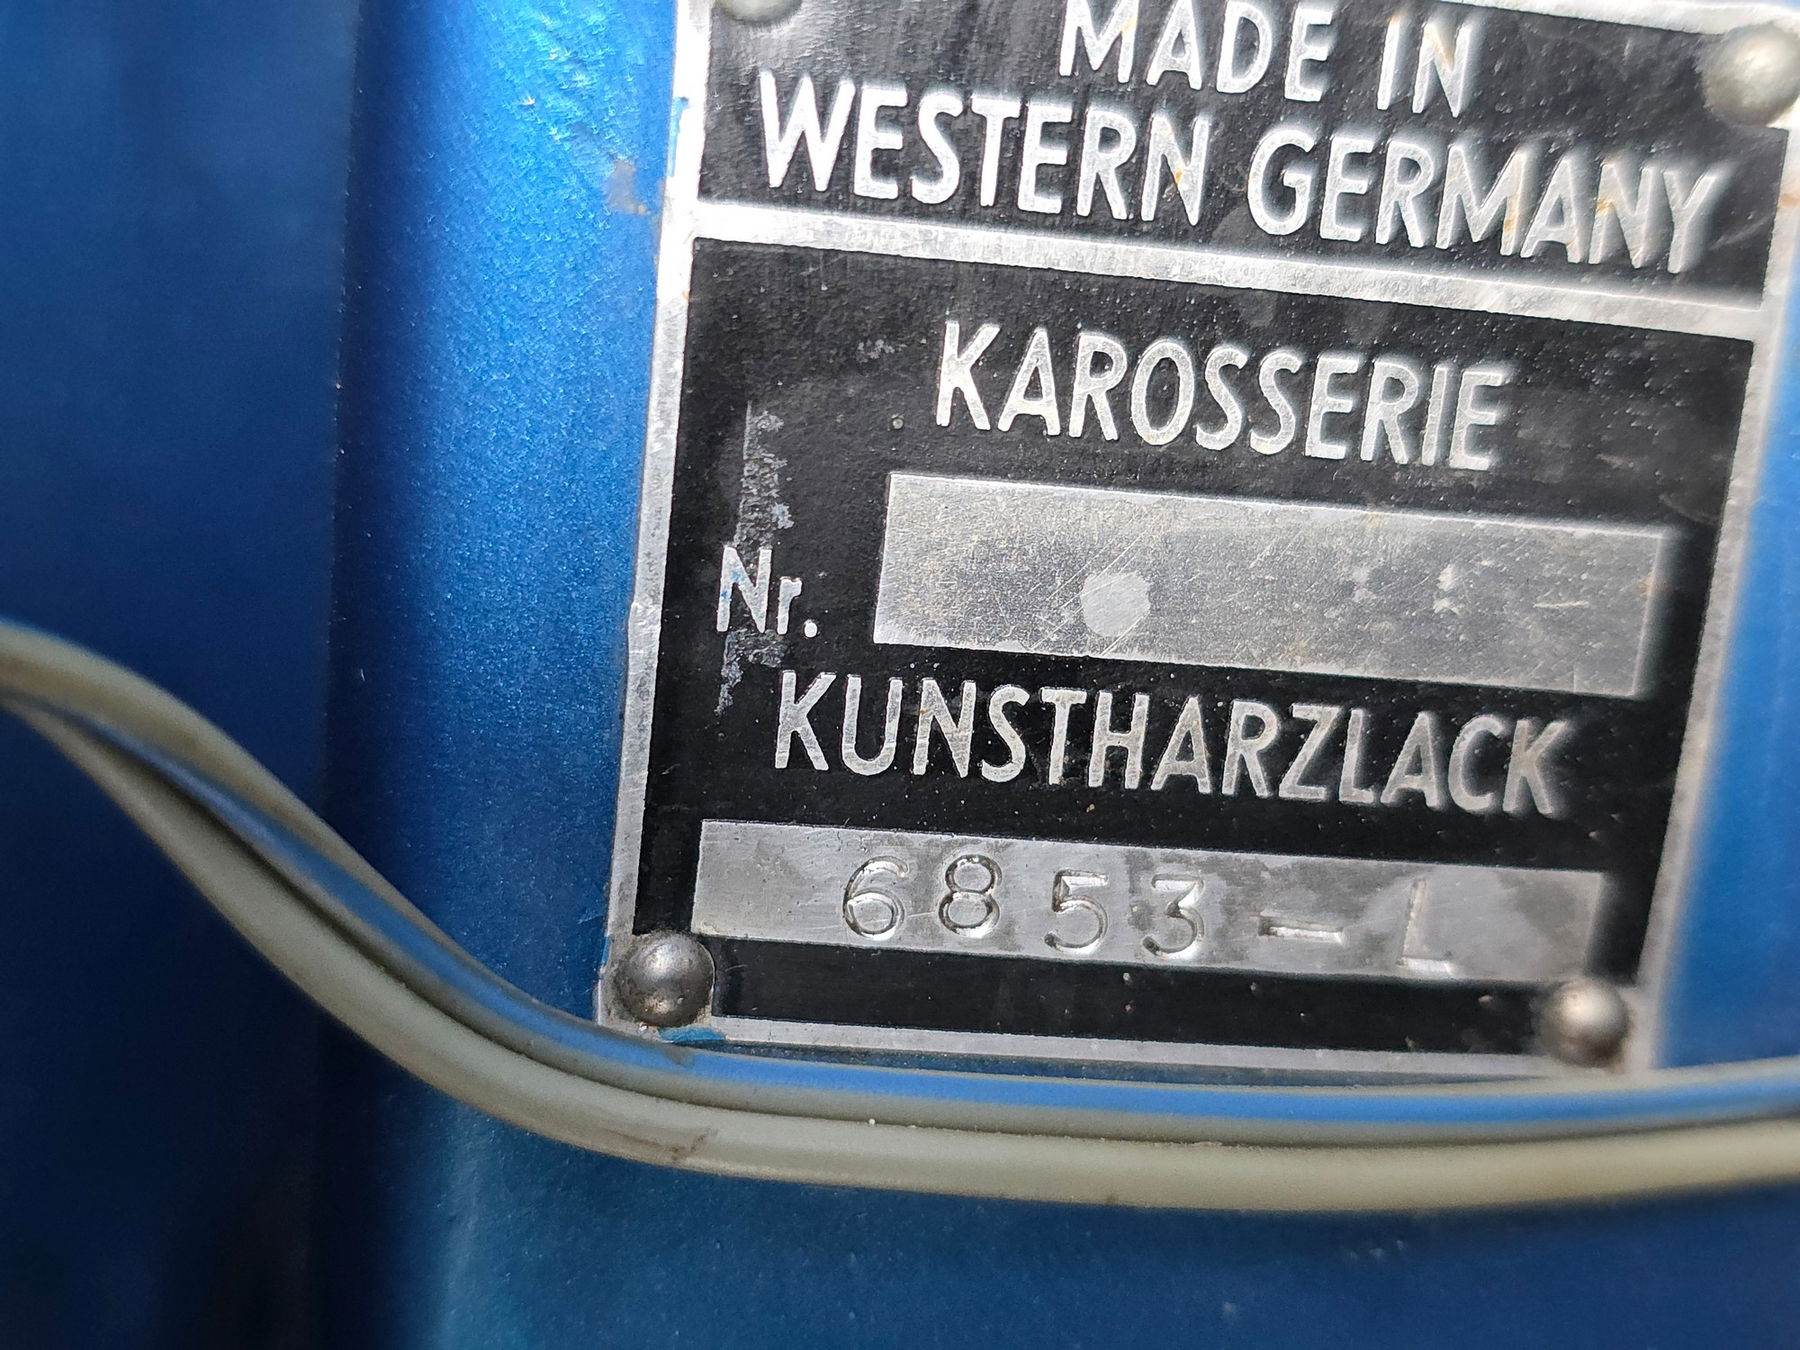 MADE IN
WESTERN GERMANY
KAROSSERIE
Nr.
KUNSTHARZLACK
6853-L